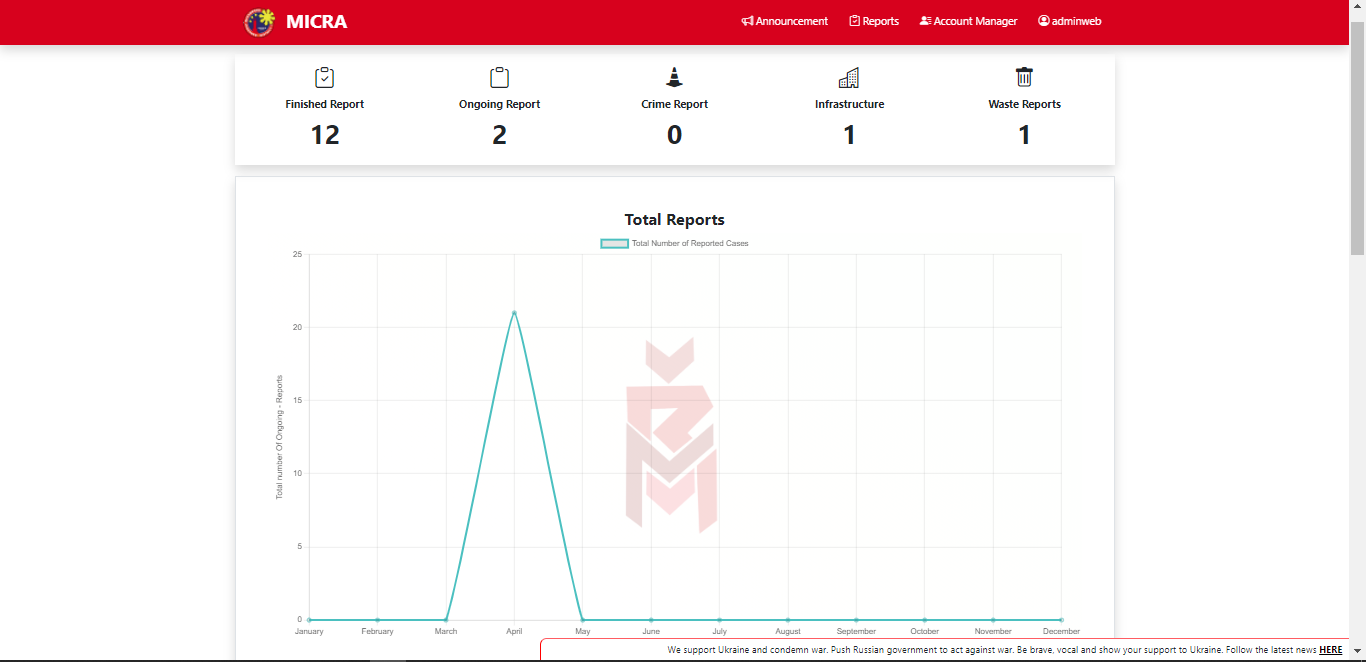 MICRA
Announcement Reports Account Manager adminweb
Finished Report Ongoing Report Crime Report Infrastructure Waste Reports
12 2 0 1 1
Total Reports
Total Number of Reported Cases
25
20
15
10
5
0
Total number Of Ongoing - Reports
January February March April May June July August September October November December
We support Ukraine and condemn war. Push Russian government to act against war. Be brave, vocal and show your support to Ukraine. Follow the latest news HERE